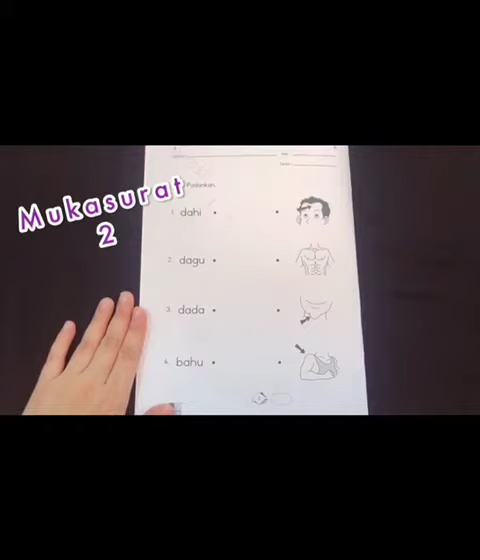 Mukasurat
2
Padankan.
1. dahi
2. dagu
3. dada
4. bahu